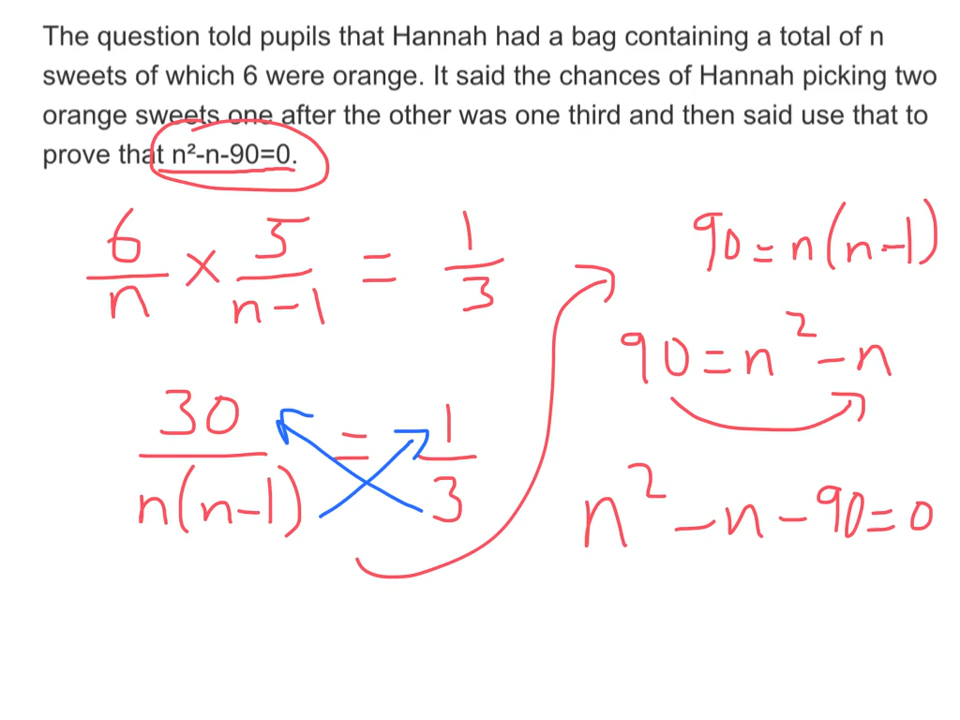 The question told pupils that Hannah had a bag containing a total of n
sweets of which 6 were orange. It said the chances of Hannah picking two
orange sweets one after the other was one third and then said use that to
prove that n²-n-90=0.
6/n × 5/n-1 = 1/3
30/n(n-1) = 1/3
90=n(n-1)
90=n²-n
n²-n-90=0